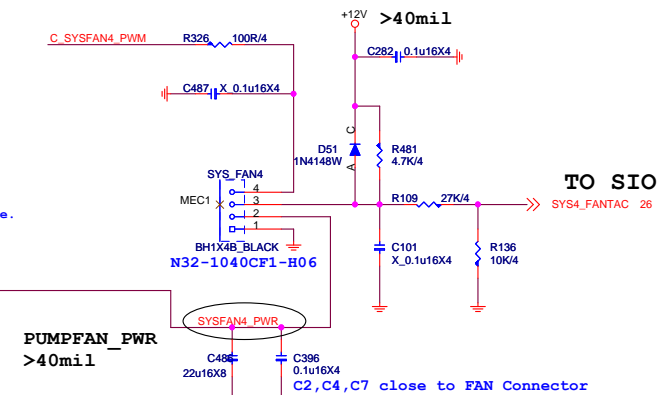 +12V >40mil
C_SYSFAN4_PWM R326 100R/4
C282 0.1u16X4
C487 X_0.1u16X4
D51
1N4148W
C
A
R481
4.7K/4
SYS_FAN4
MEC1
4
3
2
1
R109 27K/4
TO SIO
SYS4_FANTAC 26
e.
BH1X4B_BLACK
N32-1040CF1-H06
C101
X_0.1u16X4
R136
10K/4
SYSFAN4_PWR
PUMPFAN_PWR
>40mil
C486
22u16X8
C396
0.1u16X4
C2,C4,C7 close to FAN Connector